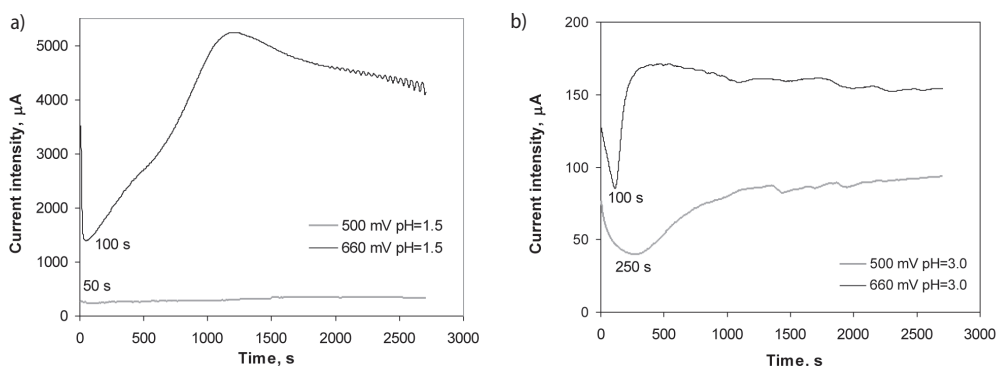 a)
Current intensity, µA
5000
4000
3000
2000
1000
0
100 s
50 s
500 mV pH=1.5
660 mV pH=1.5
0 500 1000 1500 2000 2500 3000
Time, s
b)
Current intensity, µA
200
150
100
50
0
100 s
250 s
500 mV pH=3.0
660 mV pH=3.0
0 500 1000 1500 2000 2500 3000
Time. s